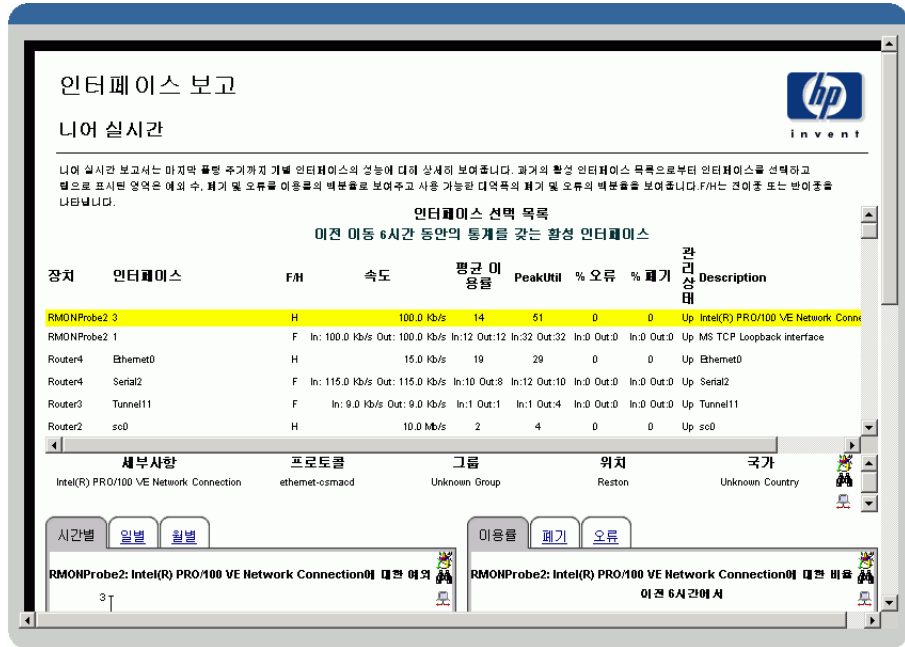 인터페이스 보고
니어 실시간
hp
invent
니어 실시간 보고서는 마지막 폴링 주기까지 개별 인터페이스의 성능에 대해 상세히 보여줍니다. 과거의 활성 인터페이스 목록으로부터 인터페이스를 선택하고
탭으로 표시된 영역은 예외 수, 폐기 및 오류를 이용률의 백분율로 보여주고 사용 가능한 대역폭의 폐기 및 오류의 백분율을 보여줍니다.F/H는 전이중 또는 반이중을
나타냅니다.
인터페이스 선택 목록
이전 이동 6시간 동안의 통계를 갖는 활성 인터페이스
장치 인터페이스 F/H 속도 평균 이용률 PeakUtil % 오류 % 폐기 관리상태 Description
RMONProbe2 3 H 100.0 Kb/s 14 51 0 0 Up Intel(R) PRO/100 VE Network Conne
RMONProbe2 1 F In: 100.0 Kb/s Out: 100.0 Kb/s In:12 Out:12 In:32 Out:32 In:0 Out:0 In:0 Out:0 Up MS TCP Loopback interface
Router4 Ethernet0 H 15.0 Kb/s 19 29 0 0 Up Ethernet0
Router4 Serial2 F In: 115.0 Kb/s Out: 115.0 Kb/s In:10 Out:8 In:12 Out:10 In:0 Out:0 In:0 Out:0 Up Serial2
Router3 Tunnel11 F In: 9.0 Kb/s Out: 9.0 Kb/s In:1 Out:1 In:1 Out:4 In:0 Out:0 In:0 Out:0 Up Tunnel11
Router2 sc0 H 10.0 Mb/s 2 4 0 0 Up sc0
세부사항 프로토콜 그룹 위치 국가
Intel(R) PRO/100 VE Network Connection ethernet-csmacd Unknown Group Reston Unknown Country
시간별 일별 월별
이용률 폐기 오류
RMONProbe2: Intel(R) PRO/100 VE Network Connection에 대한 예외
3
RMONProbe2: Intel(R) PRO/100 VE Network Connection에 대한 비율
이전 6시간에서